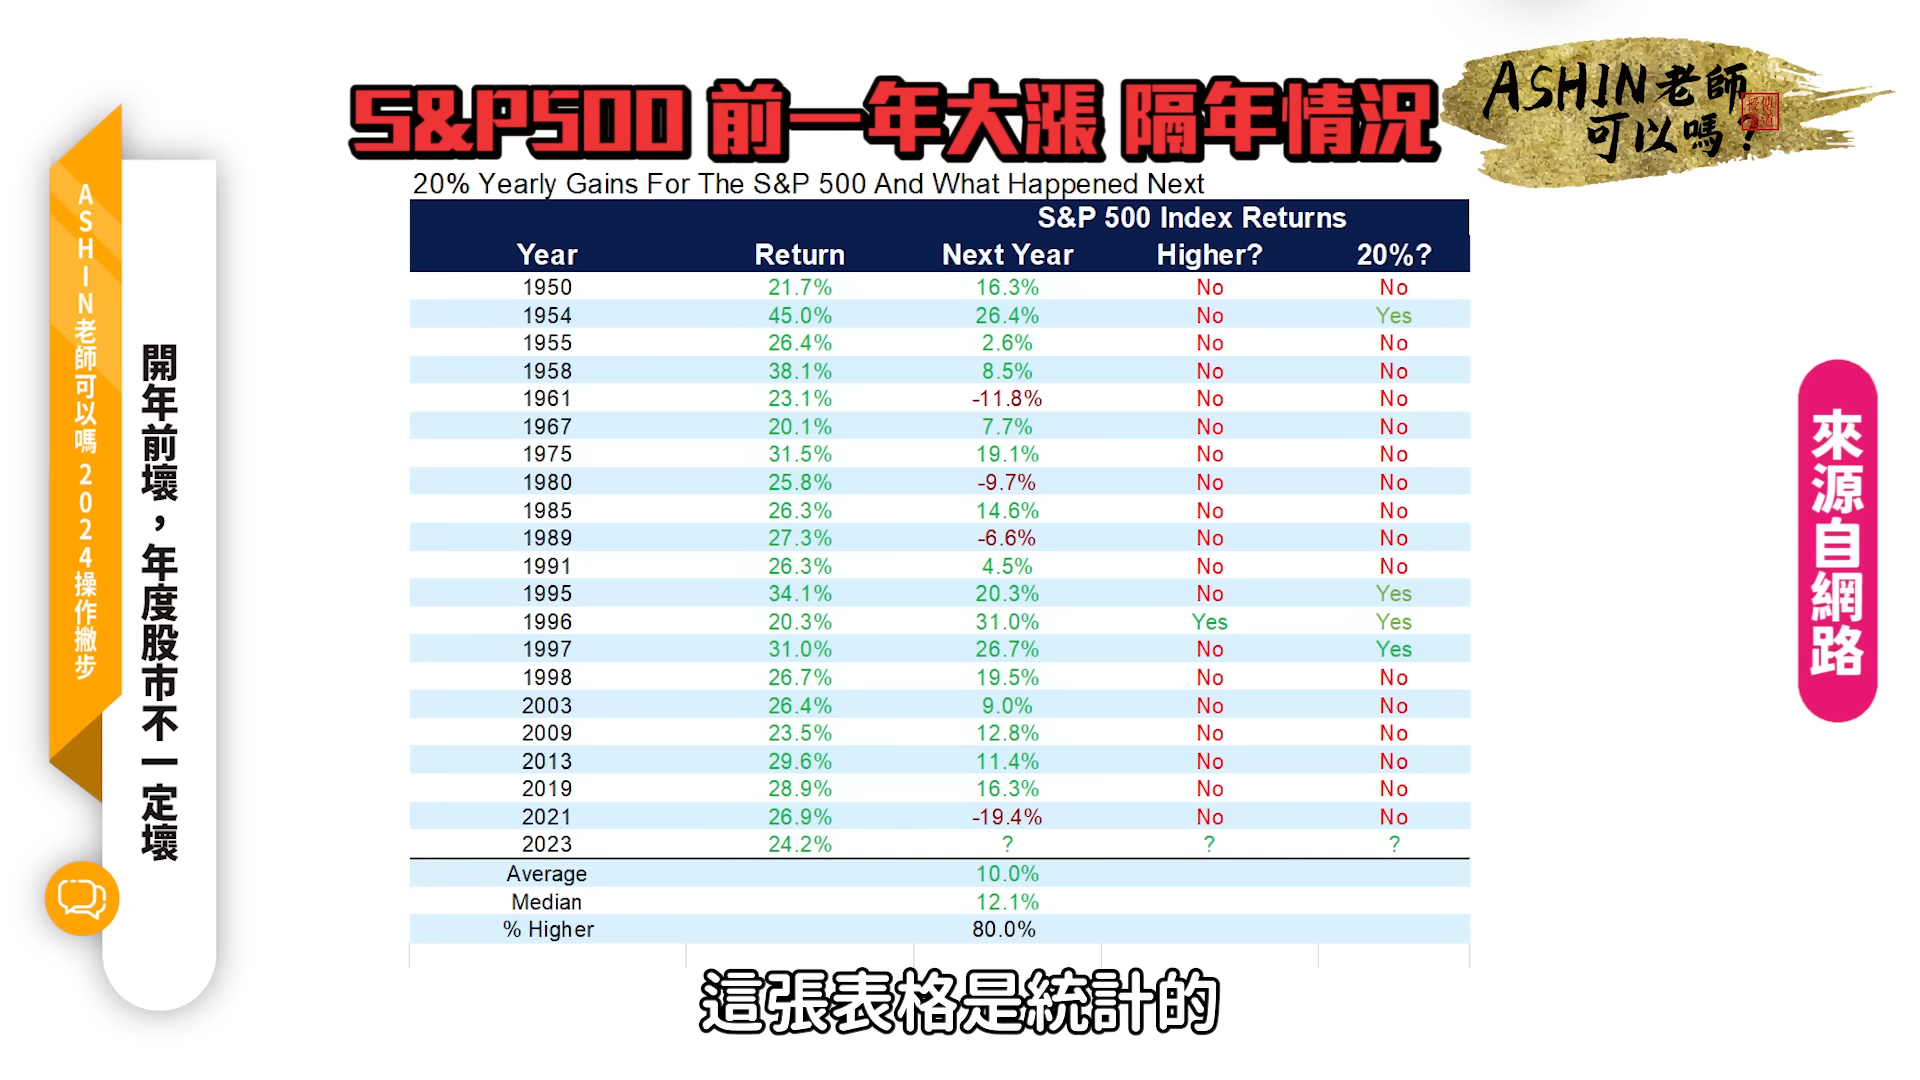 S&P500 前一年大漲 隔年情況
ASHIN老師
可以嗎?
ASHIN老師可以嗎 2024操作撇步
開年前壞，年度股市不一定壞
20% Yearly Gains For The S&P 500 And What Happened Next
S&P 500 Index Returns
Year Return Next Year Higher? 20%?
1950 21.7% 16.3% No No
1954 45.0% 26.4% No Yes
1955 26.4% 2.6% No No
1958 38.1% 8.5% No No
1961 23.1% -11.8% No No
1967 20.1% 7.7% No No
1975 31.5% 19.1% No No
1980 25.8% -9.7% No No
1985 26.3% 14.6% No No
1989 27.3% -6.6% No No
1991 26.3% 4.5% No No
1995 34.1% 20.3% No Yes
1996 20.3% 31.0% Yes Yes
1997 31.0% 26.7% No Yes
1998 26.7% 19.5% No No
2003 26.4% 9.0% No No
2009 23.5% 12.8% No No
2013 29.6% 11.4% No No
2019 28.9% 16.3% No No
2021 26.9% -19.4% No No
2023 24.2% ? ? ?
Average 10.0%
Median 12.1%
% Higher 80.0%
來源自網路
這張表格是統計的